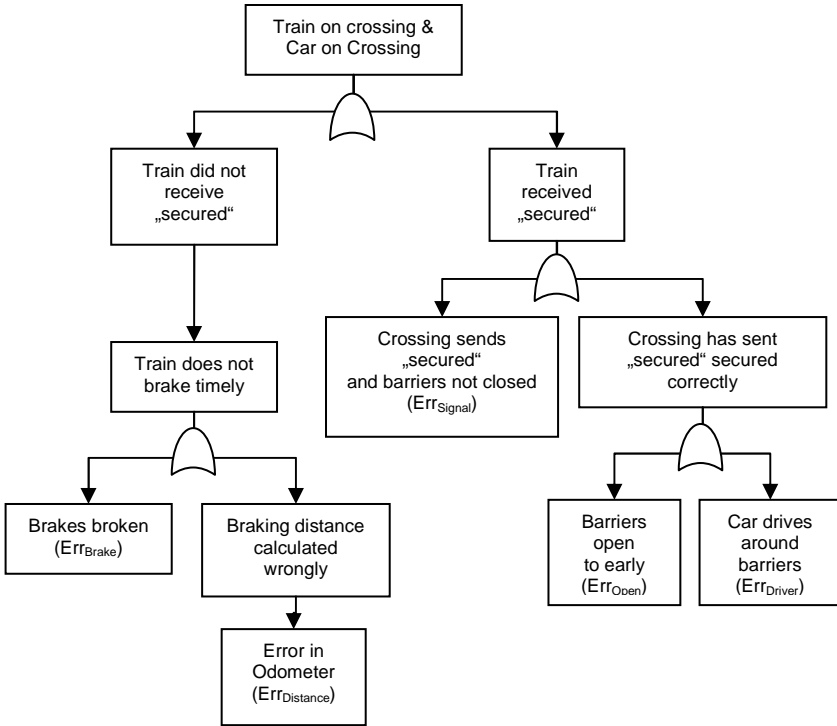 Train on crossing &
Car on Crossing
Train did not
receive
„secured“
Train
received
„secured“
Train does not
brake timely
Crossing sends
„secured“
and barriers not closed
(ErrSignal)
Crossing has sent
„secured“ secured
correctly
Brakes broken
(ErrBrake)
Braking distance
calculated
wrongly
Barriers
open
to early
(ErrOpen)
Car drives
around
barriers
(ErrDriver)
Error in
Odometer
(ErrDistance)